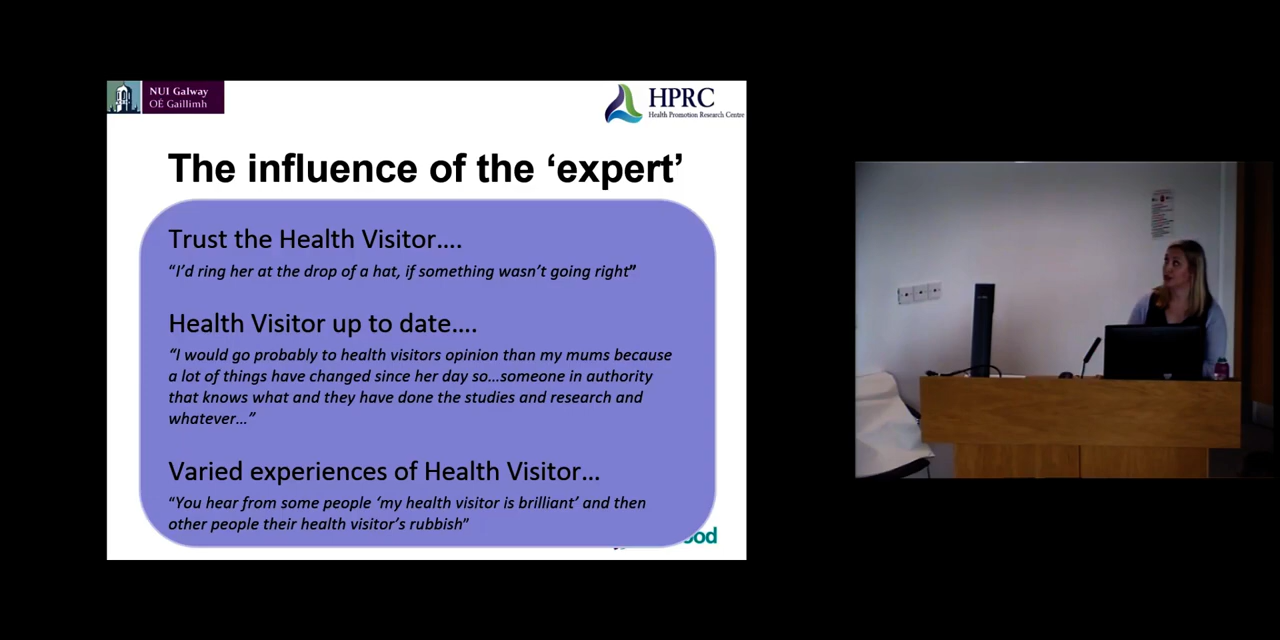 NUI Galway
OÉ Gaillimh
HPRC
Health Promotion Research Centre
The influence of the ‘expert’
Trust the Health Visitor….
“I’d ring her at the drop of a hat, if something wasn’t going right”
Health Visitor up to date….
“I would go probably to health visitors opinion than my mums because
a lot of things have changed since her day so…someone in authority
that knows what and they have done the studies and research and
whatever…”
Varied experiences of Health Visitor…
“You hear from some people ‘my health visitor is brilliant’ and then
other people their health visitor’s rubbish”